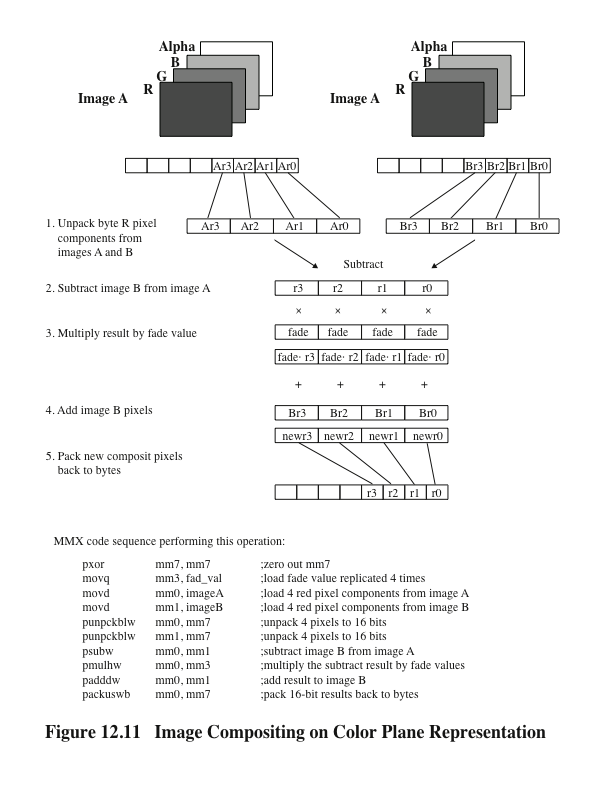 Alpha
B
G
R
Image A
Alpha
B
G
R
Image A
Ar3 Ar2 Ar1 Ar0
Br3 Br2 Br1 Br0
1. Unpack byte R pixel
components from
images A and B
Ar3 Ar2 Ar1 Ar0
Br3 Br2 Br1 Br0
Subtract
2. Subtract image B from image A
r3 r2 r1 r0
× × × ×
3. Multiply result by fade value
fade fade fade fade
fade· r3 fade· r2 fade· r1 fade· r0
+ + + +
4. Add image B pixels
Br3 Br2 Br1 Br0
newr3 newr2 newr1 newr0
5. Pack new composit pixels
back to bytes
r3 r2 r1 r0
MMX code sequence performing this operation:
pxor mm7, mm7 ;zero out mm7
movq mm3, fad_val ;load fade value replicated 4 times
movd mm0, imageA ;load 4 red pixel components from image A
movd mm1, imageB ;load 4 red pixel components from image B
punpckblw mm0, mm7 ;unpack 4 pixels to 16 bits
punpckblw mm1, mm7 ;unpack 4 pixels to 16 bits
psubw mm0, mm1 ;subtract image B from image A
pmulhw mm0, mm3 ;multiply the subtract result by fade values
padddw mm0, mm1 ;add result to image B
packuswb mm0, mm7 ;pack 16-bit results back to bytes
Figure 12.11 Image Compositing on Color Plane Representation